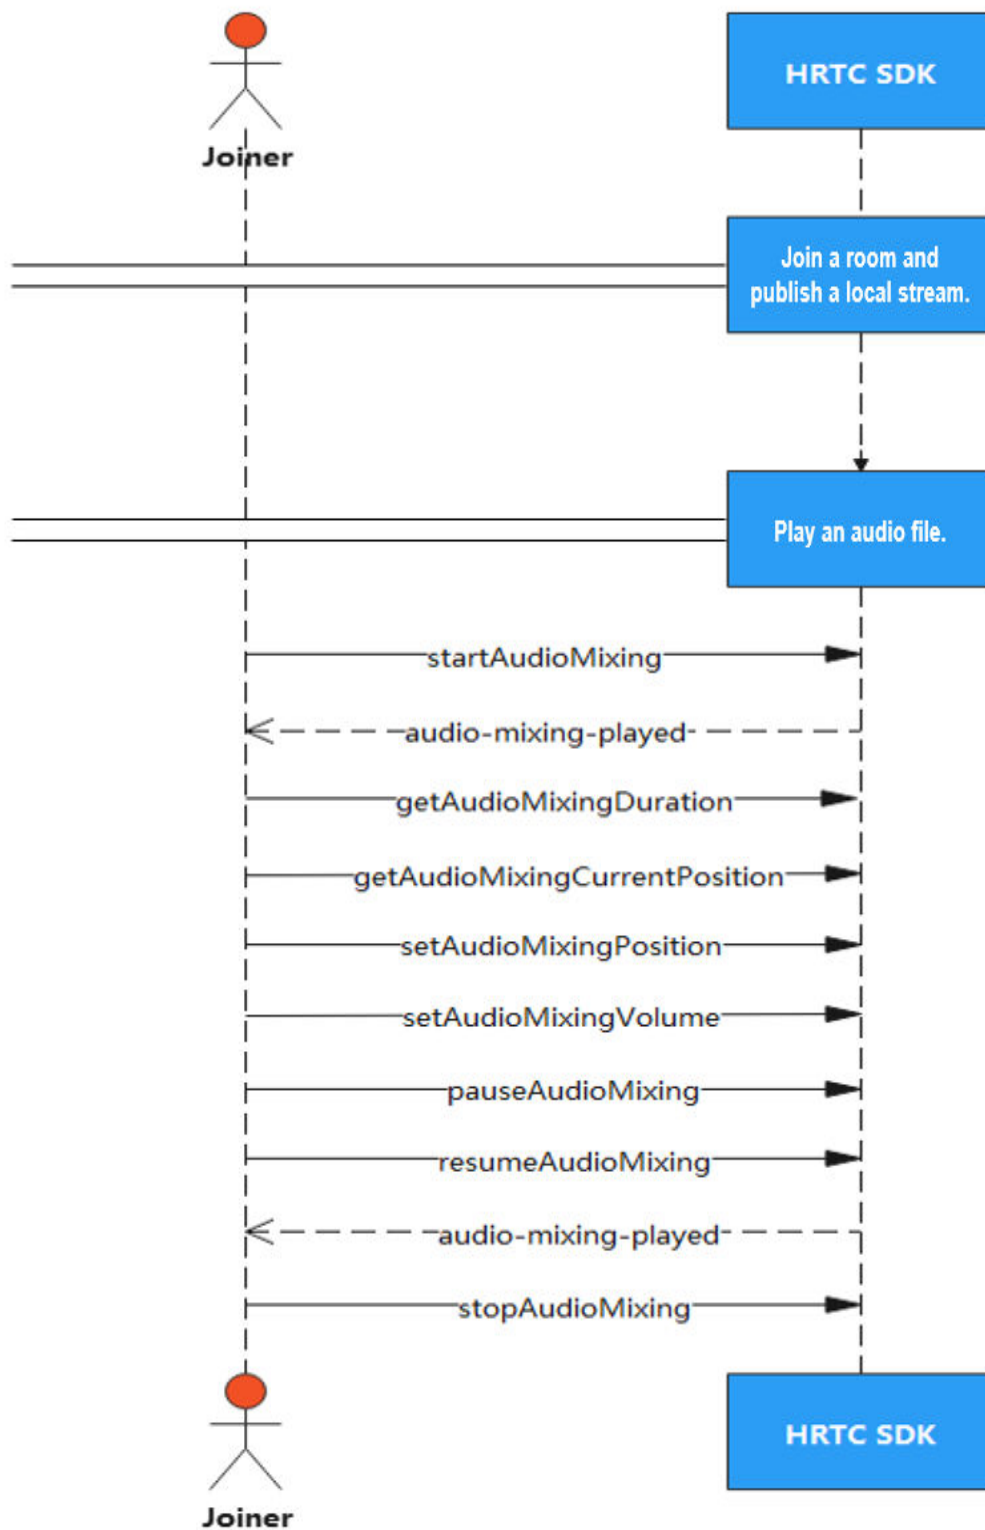 HRTC SDK
Joiner
Join a room and
publish a local stream.
Play an audio file.
startAudioMixing
audio-mixing-played
getAudioMixingDuration
getAudioMixingCurrentPosition
setAudioMixingPosition
setAudioMixingVolume
pauseAudioMixing
resumeAudioMixing
audio-mixing-played
stopAudioMixing
HRTC SDK
Joiner